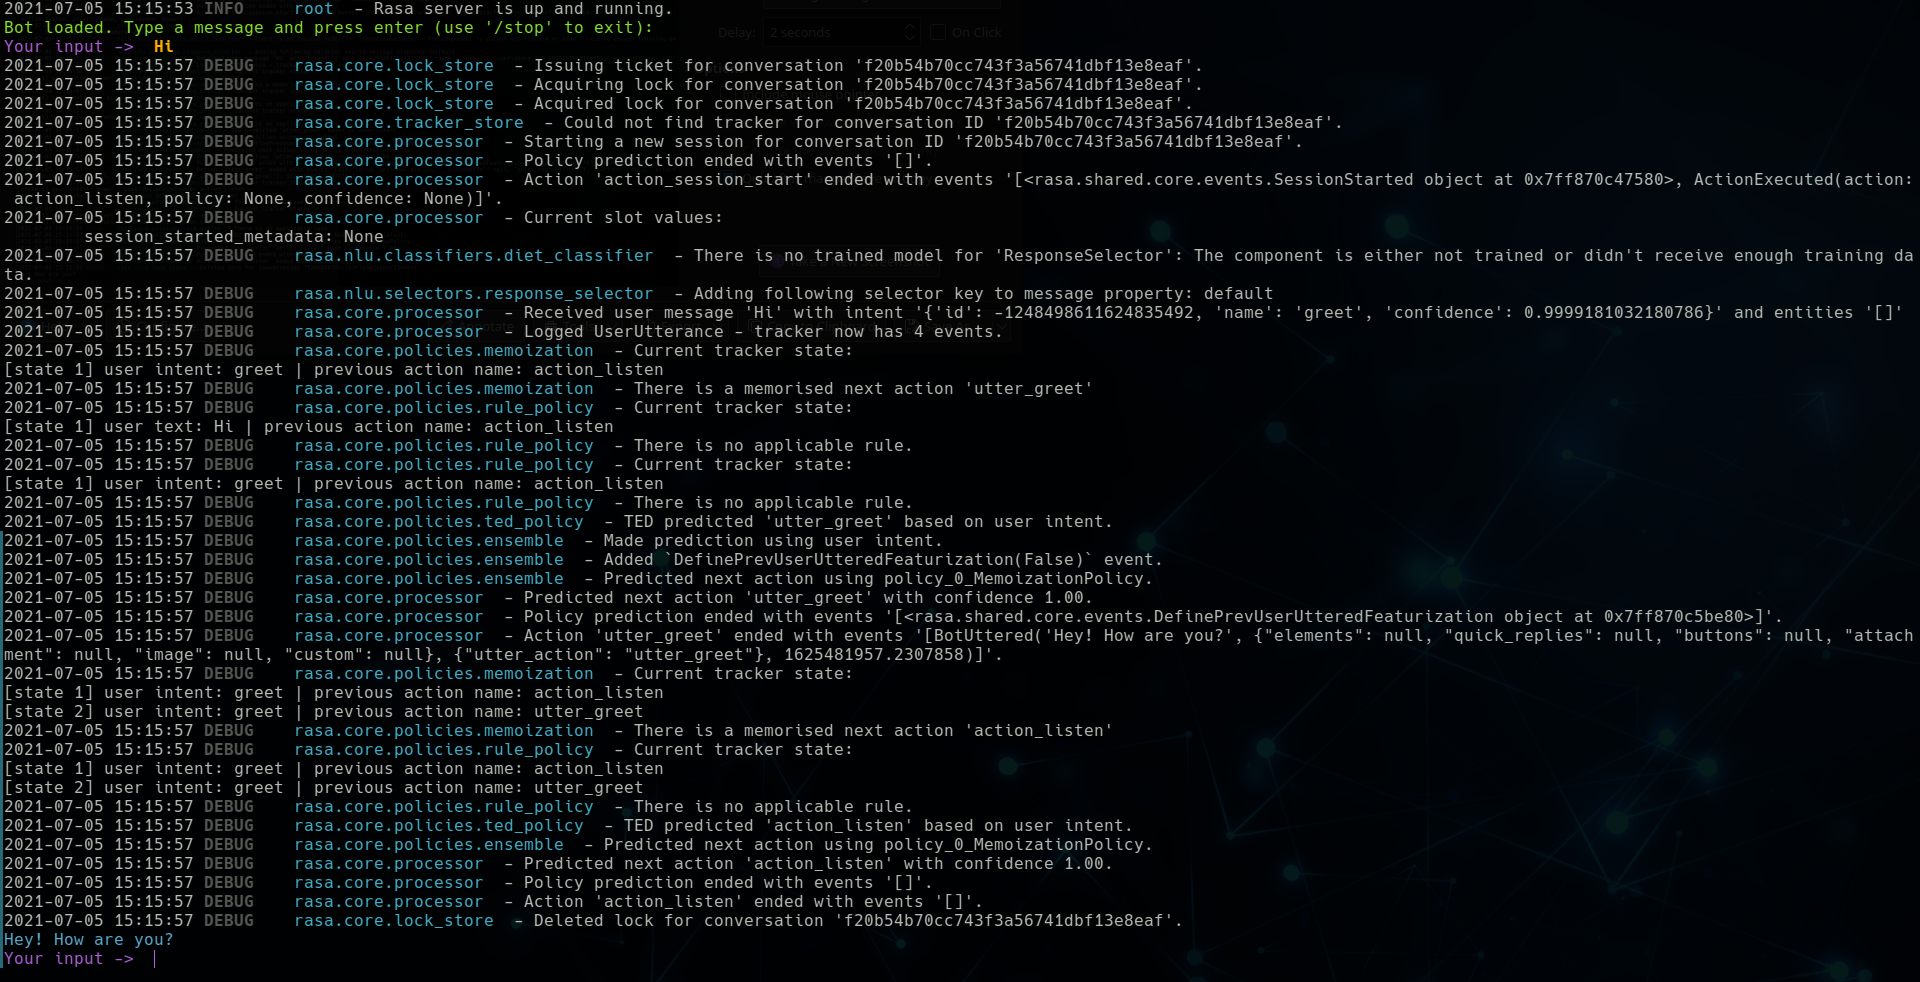 2021-07-05 15:15:53 INFO     root  - Rasa server is up and running.
Bot loaded. Type a message and press enter (use '/stop' to exit):
Your input ->  Hi
2021-07-05 15:15:57 DEBUG    rasa.core.lock_store  - Issuing ticket for conversation 'f20b54b70cc743f3a56741dbf13e8eaf'.
2021-07-05 15:15:57 DEBUG    rasa.core.lock_store  - Acquiring lock for conversation 'f20b54b70cc743f3a56741dbf13e8eaf'.
2021-07-05 15:15:57 DEBUG    rasa.core.lock_store  - Acquired lock for conversation 'f20b54b70cc743f3a56741dbf13e8eaf'.
2021-07-05 15:15:57 DEBUG    rasa.core.tracker_store  - Could not find tracker for conversation ID 'f20b54b70cc743f3a56741dbf13e8eaf'.
2021-07-05 15:15:57 DEBUG    rasa.core.processor  - Starting a new session for conversation ID 'f20b54b70cc743f3a56741dbf13e8eaf'.
2021-07-05 15:15:57 DEBUG    rasa.core.processor  - Policy prediction ended with events '[]'.
2021-07-05 15:15:57 DEBUG    rasa.core.processor  - Action 'action_session_start' ended with events '[<rasa.shared.core.events.SessionStarted object at 0x7ff870c47580>, ActionExecuted(action:
 action_listen, policy: None, confidence: None)]'.
2021-07-05 15:15:57 DEBUG    rasa.core.processor  - Current slot values:
        session_started_metadata: None
2021-07-05 15:15:57 DEBUG    rasa.nlu.classifiers.diet_classifier  - There is no trained model for 'ResponseSelector': The component is either not trained or didn't receive enough training da
ta.
2021-07-05 15:15:57 DEBUG    rasa.nlu.selectors.response_selector  - Adding following selector key to message property: default
2021-07-05 15:15:57 DEBUG    rasa.core.processor  - Received user message 'Hi' with intent '{'id': -1248498611624835492, 'name': 'greet', 'confidence': 0.9999181032180786}' and entities '[]'
2021-07-05 15:15:57 DEBUG    rasa.core.processor  - Logged UserUtterance - tracker now has 4 events.
2021-07-05 15:15:57 DEBUG    rasa.core.policies.memoization  - Current tracker state:
[state 1] user intent: greet | previous action name: action_listen
2021-07-05 15:15:57 DEBUG    rasa.core.policies.memoization  - There is a memorised next action 'utter_greet'
2021-07-05 15:15:57 DEBUG    rasa.core.policies.rule_policy  - Current tracker state:
[state 1] user text: Hi | previous action name: action_listen
2021-07-05 15:15:57 DEBUG    rasa.core.policies.rule_policy  - There is no applicable rule.
2021-07-05 15:15:57 DEBUG    rasa.core.policies.rule_policy  - Current tracker state:
[state 1] user intent: greet | previous action name: action_listen
2021-07-05 15:15:57 DEBUG    rasa.core.policies.rule_policy  - There is no applicable rule.
2021-07-05 15:15:57 DEBUG    rasa.core.policies.ted_policy  - TED predicted 'utter_greet' based on user intent.
2021-07-05 15:15:57 DEBUG    rasa.core.policies.ensemble  - Made prediction using user intent.
2021-07-05 15:15:57 DEBUG    rasa.core.policies.ensemble  - Added `DefinePrevUserUtteredFeaturization(False)` event.
2021-07-05 15:15:57 DEBUG    rasa.core.policies.ensemble  - Predicted next action using policy_0_MemoizationPolicy.
2021-07-05 15:15:57 DEBUG    rasa.core.processor  - Predicted next action 'utter_greet' with confidence 1.00.
2021-07-05 15:15:57 DEBUG    rasa.core.processor  - Policy prediction ended with events '[<rasa.shared.core.events.DefinePrevUserUtteredFeaturization object at 0x7ff870c5be80>]'.
2021-07-05 15:15:57 DEBUG    rasa.core.processor  - Action 'utter_greet' ended with events '[BotUttered('Hey! How are you?', {"elements": null, "quick_replies": null, "buttons": null, "attach
ment": null, "image": null, "custom": null}, {"utter_action": "utter_greet"}, 1625481957.2307858)]'.
2021-07-05 15:15:57 DEBUG    rasa.core.policies.memoization  - Current tracker state:
[state 1] user intent: greet | previous action name: action_listen
[state 2] user intent: greet | previous action name: utter_greet
2021-07-05 15:15:57 DEBUG    rasa.core.policies.memoization  - There is a memorised next action 'action_listen'
2021-07-05 15:15:57 DEBUG    rasa.core.policies.rule_policy  - Current tracker state:
[state 1] user intent: greet | previous action name: action_listen
[state 2] user intent: greet | previous action name: utter_greet
2021-07-05 15:15:57 DEBUG    rasa.core.policies.rule_policy  - There is no applicable rule.
2021-07-05 15:15:57 DEBUG    rasa.core.policies.ted_policy  - TED predicted 'action_listen' based on user intent.
2021-07-05 15:15:57 DEBUG    rasa.core.policies.ensemble  - Predicted next action using policy_0_MemoizationPolicy.
2021-07-05 15:15:57 DEBUG    rasa.core.processor  - Predicted next action 'action_listen' with confidence 1.00.
2021-07-05 15:15:57 DEBUG    rasa.core.processor  - Policy prediction ended with events '[]'.
2021-07-05 15:15:57 DEBUG    rasa.core.processor  - Action 'action_listen' ended with events '[]'.
2021-07-05 15:15:57 DEBUG    rasa.core.lock_store  - Deleted lock for conversation 'f20b54b70cc743f3a56741dbf13e8eaf'.
Hey! How are you?
Your input ->
Delay: 2 seconds On Click